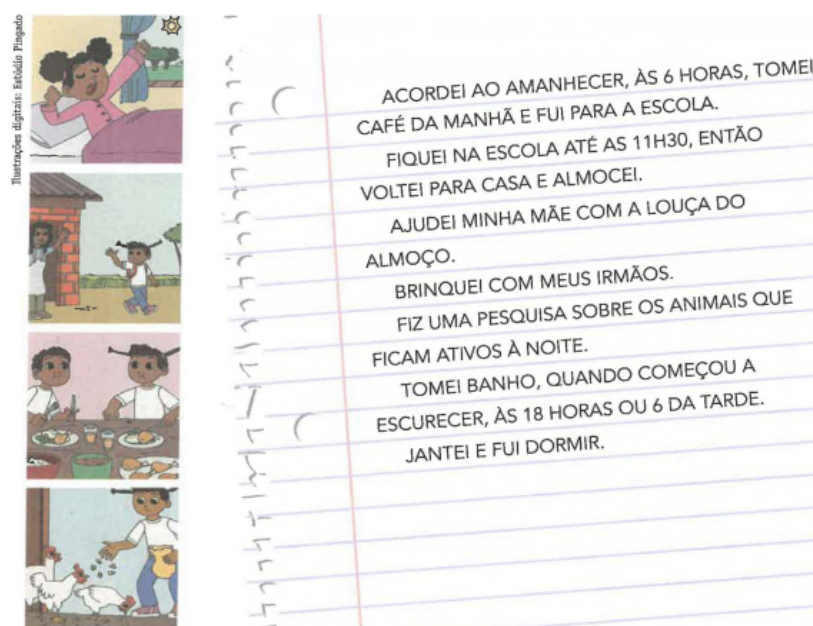 Ilustrações digitais: Estúdio Pingado
ACORDEI AO AMANHECER, ÀS 6 HORAS, TOMEI
CAFÉ DA MANHÃ E FUI PARA A ESCOLA.
FIQUEI NA ESCOLA ATÉ AS 11H30, ENTÃO
VOLTEI PARA CASA E ALMOCEI.
AJUDEI MINHA MÃE COM A LOUÇA DO
ALMOÇO.
BRINQUEI COM MEUS IRMÃOS.
FIZ UMA PESQUISA SOBRE OS ANIMAIS QUE
FICAM ATIVOS À NOITE.
TOMEI BANHO, QUANDO COMEÇOU A
ESCURECER, ÀS 18 HORAS OU 6 DA TARDE.
JANTEI E FUI DORMIR.